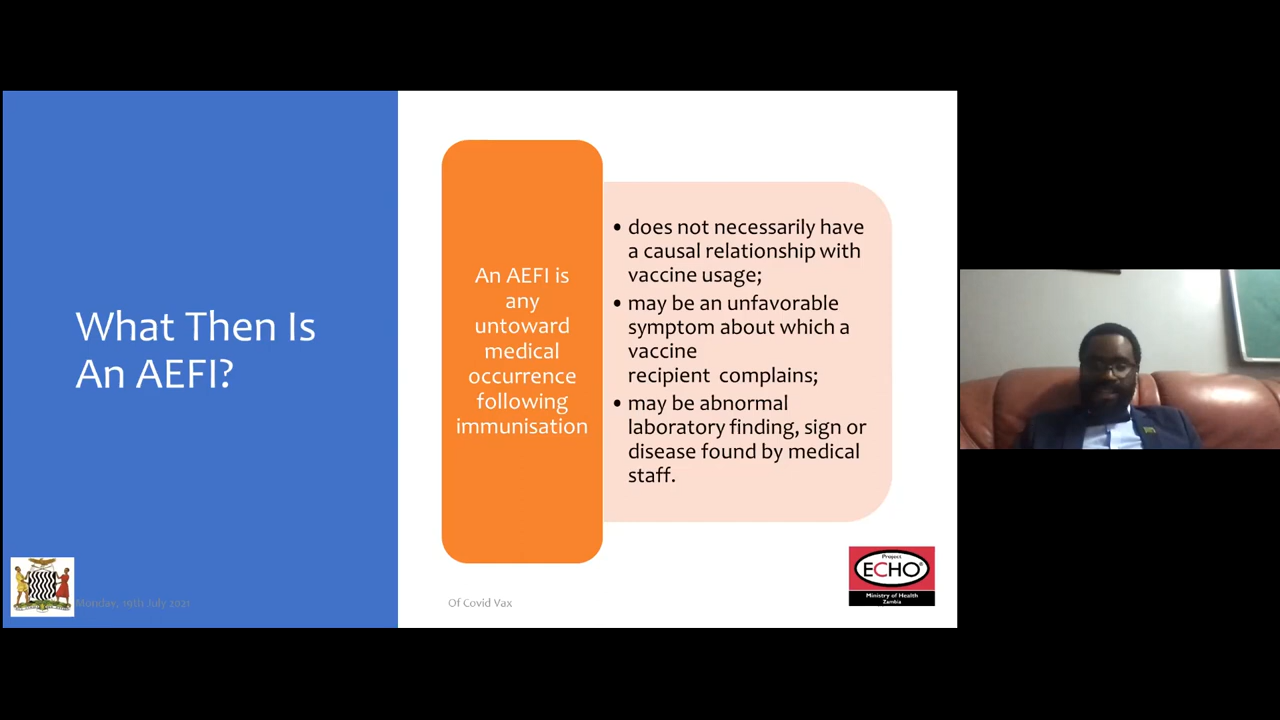 What Then Is
An AEFI?
An AEFI is
any
untoward
medical
occurrence
following
immunisation
• does not necessarily have
a causal relationship with
vaccine usage;
• may be an unfavorable
symptom about which a
vaccine
recipient complains;
• may be abnormal
laboratory finding, sign or
disease found by medical
staff.
Monday, 19th July 2021
Of Covid Vax
Project
ECHO®
Ministry of Health
Zambia